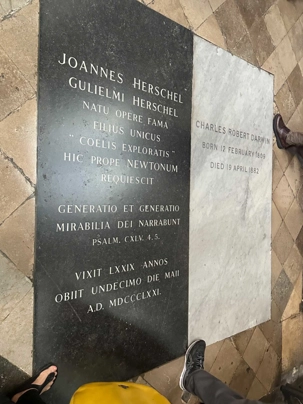 JOANNES HERSCHEL
GULIELMI HERSCHEL
NATU OPERE FAMA
FILIUS UNICUS
"COELIS EXPLORATIS"
HIC PROPE NEWTONUM
REQUIESCIT
GENERATIO ET GENERATIO
MIRABILIA DEI NARRABUNT
PSALM. CXLV. 4, 5.
VIXIT LXXIX ANNOS
OBIIT UNDECIMO DIE MAII
A.D. MDCCCLXXI.
CHARLES ROBERT DARWIN
BORN 12 FEBRUARY 1809
DIED 19 APRIL 1882